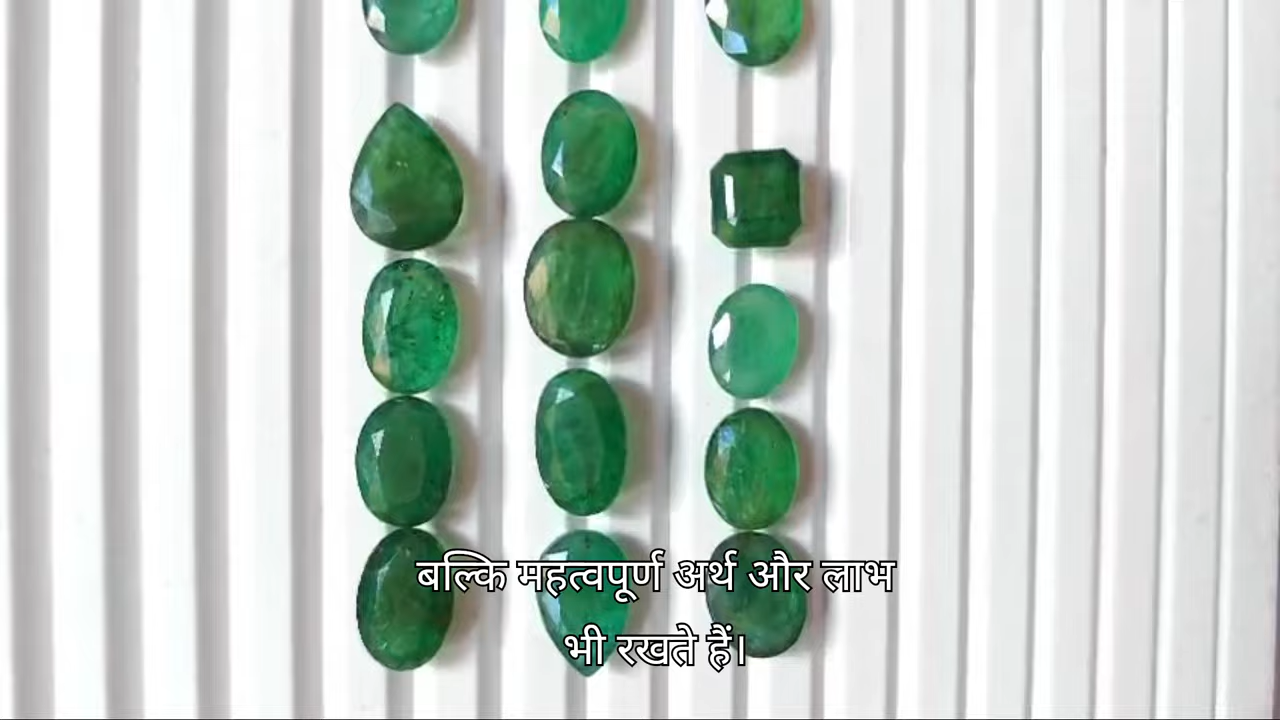 बल्कि महत्वपूर्ण अर्थ और लाभ
भी रखते हैं।